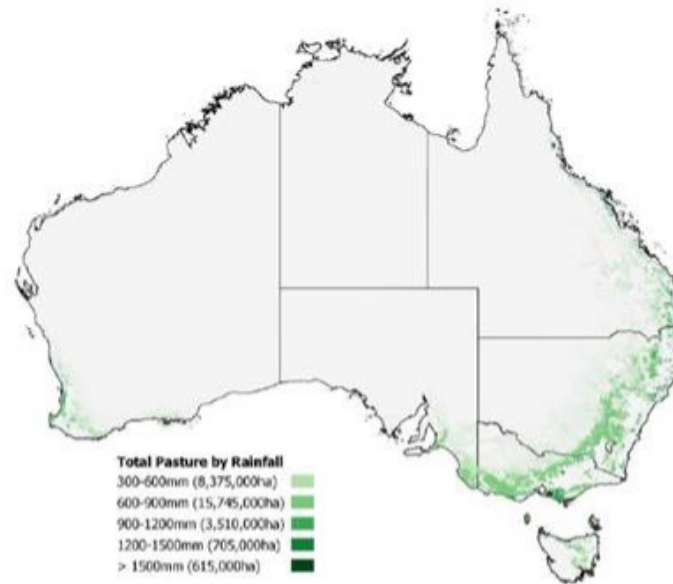 Total Pasture by Rainfall
300-600mm (8,375,000ha)
600-900mm (15,745,000ha)
900-1200mm (3,510,000ha)
1200-1500mm (705,000ha)
> 1500mm (615,000ha)